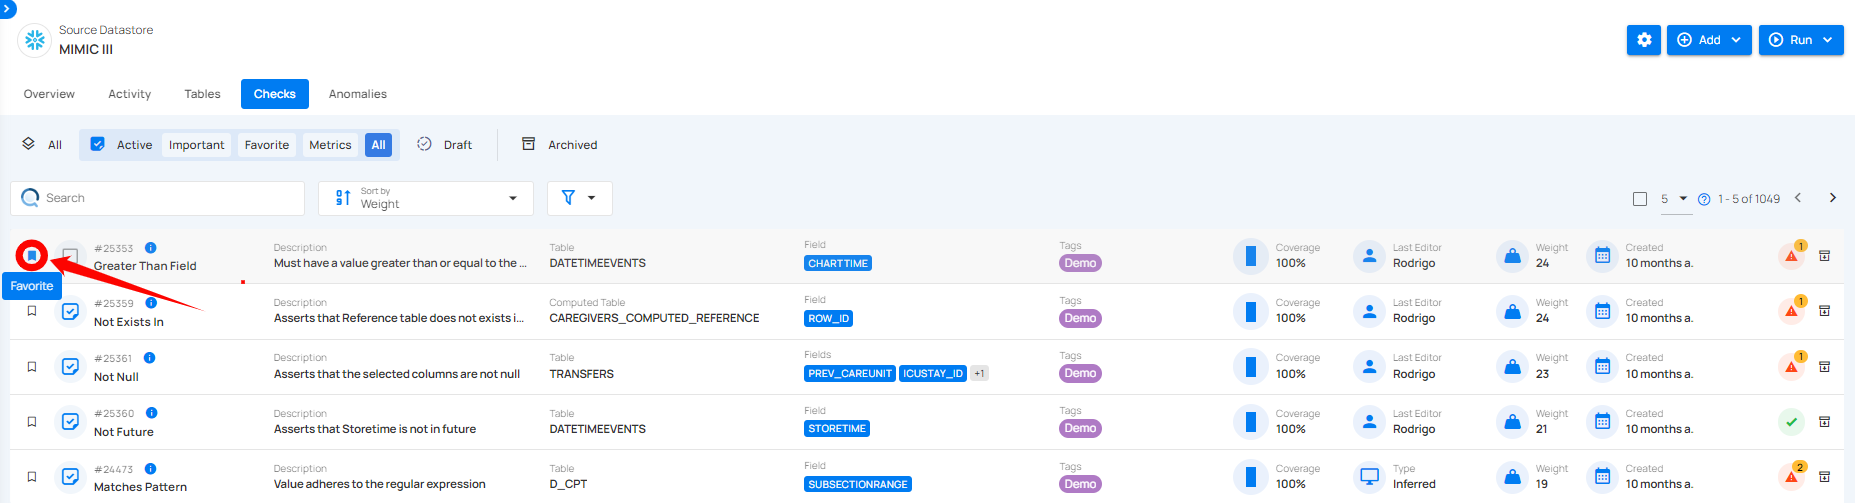 Source Datastore
MIMIC III
Add
Run
Overview Activity Tables Checks Anomalies
All Active Important Favorite Metrics All Draft Archived
Search
Sort by
Weight
5 1 - 5 of 1049
#25353 Description Table Field Tags Coverage Last Editor Weight Created 1
Greater Than Field Must have a value greater than or equal to the ... DATETIMEEVENTS CHARTTIME Demo 100% Rodrigo 24 10 months a.
Favorite
#25359 Description Computed Table Field Tags Coverage Last Editor Weight Created 1
Not Exists In Asserts that Reference table does not exists i... CAREGIVERS_COMPUTED_REFERENCE ROW_ID Demo 100% Rodrigo 24 10 months a.
#25361 Description Table Fields Tags Coverage Last Editor Weight Created 1
Not Null Asserts that the selected columns are not null TRANSFERS PREV_CAREUNIT ICUSTAY_ID +1 Demo 100% Rodrigo 23 10 months a.
#25360 Description Table Field Tags Coverage Last Editor Weight Created
Not Future Asserts that Storetime is not in future DATETIMEEVENTS STORETIME Demo 100% Rodrigo 21 10 months a.
#24473 Description Table Field Tags Coverage Type Weight Created 2
Matches Pattern Value adheres to the regular expression D_CPT SUBSECTIONRANGE Demo 100% Inferred 19 10 months a.